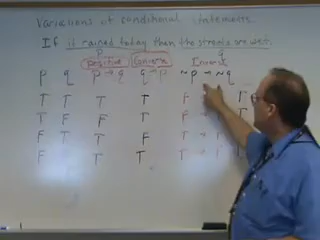 Variations of conditional statements.
If it rained today then the streets are wet.
p q
positive Converse Inverse
p q p → q q → p ~p → ~q
T T T T F
T F F T F → T
F T T F T → F
F F T T T → T